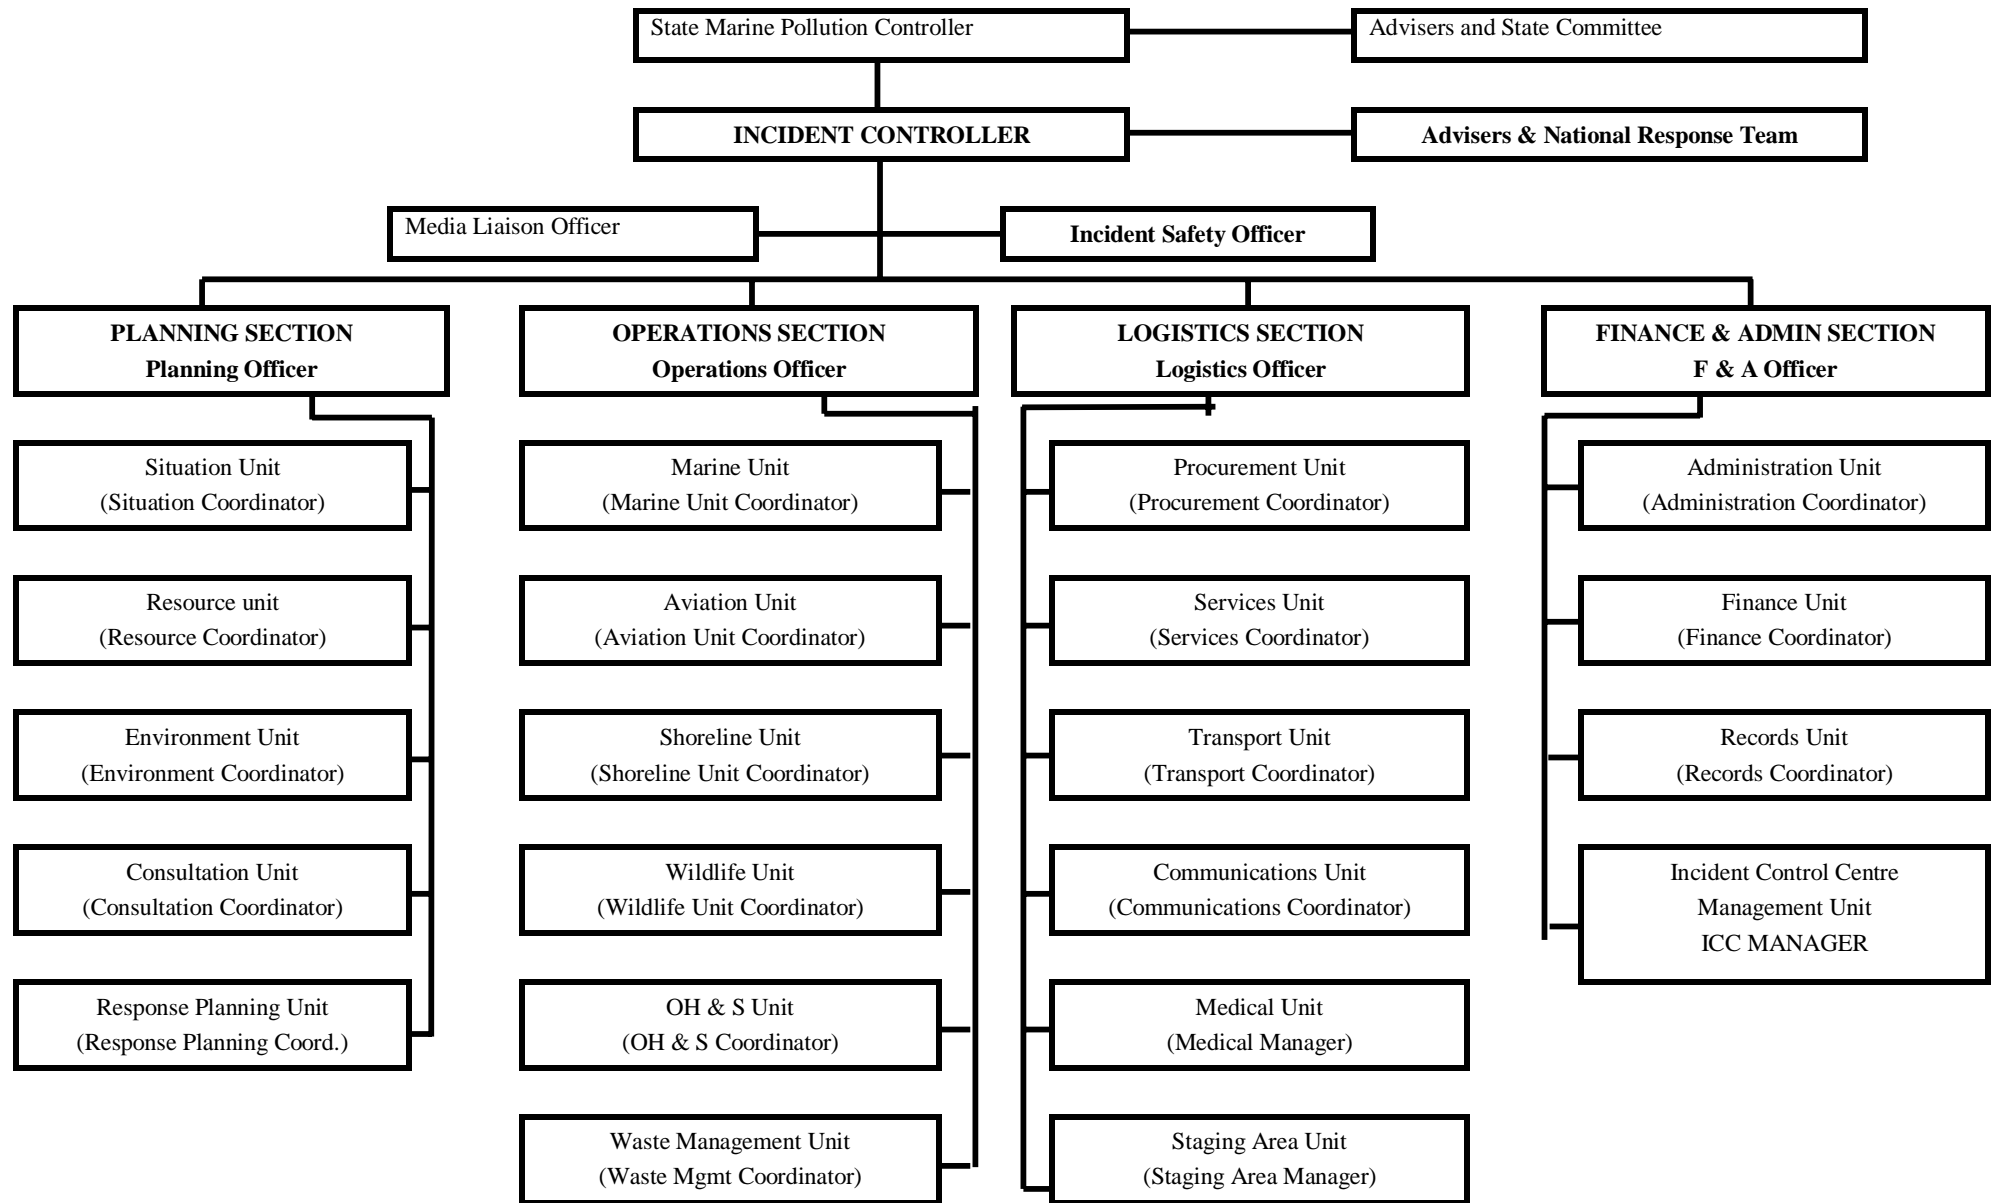 State Marine Pollution Controller
Advisers and State Committee
INCIDENT CONTROLLER
Advisers & National Response Team
Media Liaison Officer
Incident Safety Officer
PLANNING SECTION
Planning Officer
OPERATIONS SECTION
Operations Officer
LOGISTICS SECTION
Logistics Officer
FINANCE & ADMIN SECTION
F & A Officer
Situation Unit
(Situation Coordinator)
Marine Unit
(Marine Unit Coordinator)
Procurement Unit
(Procurement Coordinator)
Administration Unit
(Administration Coordinator)
Resource unit
(Resource Coordinator)
Aviation Unit
(Aviation Unit Coordinator)
Services Unit
(Services Coordinator)
Finance Unit
(Finance Coordinator)
Environment Unit
(Environment Coordinator)
Shoreline Unit
(Shoreline Unit Coordinator)
Transport Unit
(Transport Coordinator)
Records Unit
(Records Coordinator)
Consultation Unit
(Consultation Coordinator)
Wildlife Unit
(Wildlife Unit Coordinator)
Communications Unit
(Communications Coordinator)
Incident Control Centre
Management Unit
ICC MANAGER
Response Planning Unit
(Response Planning Coord.)
OH & S Unit
(OH & S Coordinator)
Medical Unit
(Medical Manager)
Waste Management Unit
(Waste Mgmt Coordinator)
Staging Area Unit
(Staging Area Manager)